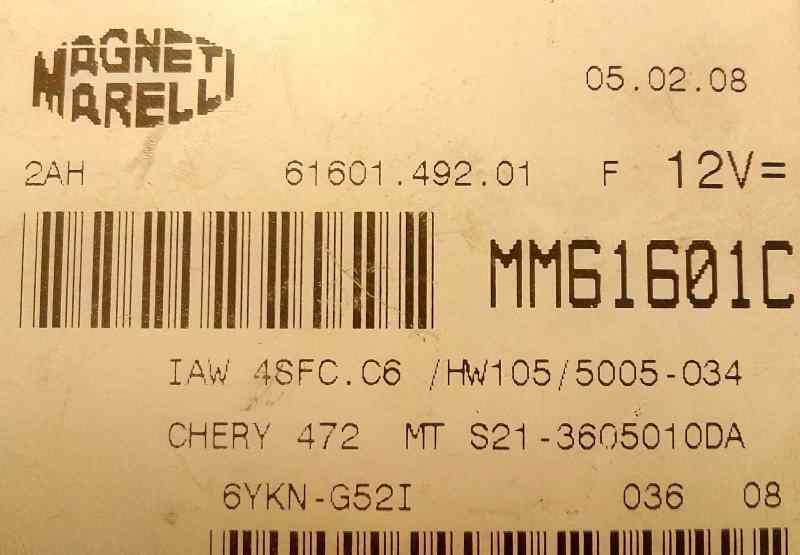 MAGNETI
MARELLI
05.02.08
2AH 61601.492.01 F 12V=
MM61601C
IAW 4SFC.C6 /HW105/5005-034
CHERY 472 MT S21-3605010DA
6YKN-G52I 036 08